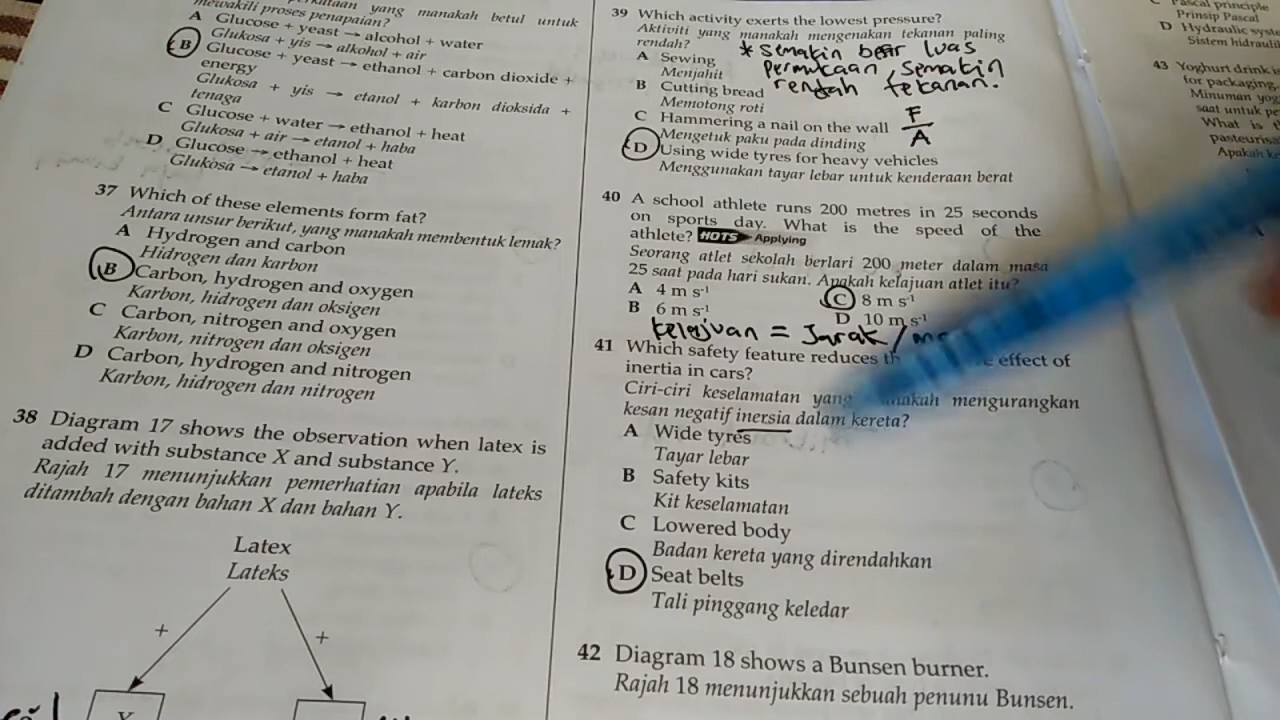 yang manakah betul untuk
mewakili proses penapaian?
A Glucose + yeast → alcohol + water
Glukosa + yis → alkohol + air
B Glucose + yeast → ethanol + carbon dioxide +
energy
Glukosa + yis → etanol + karbon dioksida +
tenaga
C Glucose + water → ethanol + heat
Glukosa + air → etanol + haba
D Glucose → ethanol + heat
Glukosa → etanol + haba
37 Which of these elements form fat?
Antara unsur berikut, yang manakah membentuk lemak?
A Hydrogen and carbon
Hidrogen dan karbon
B Carbon, hydrogen and oxygen
Karbon, hidrogen dan oksigen
C Carbon, nitrogen and oxygen
Karbon, nitrogen dan oksigen
D Carbon, hydrogen and nitrogen
Karbon, hidrogen dan nitrogen
38 Diagram 17 shows the observation when latex is
added with substance X and substance Y.
Rajah 17 menunjukkan pemerhatian apabila lateks
ditambah dengan bahan X dan bahan Y.
Latex
Lateks
+ +
39 Which activity exerts the lowest pressure?
Aktiviti yang manakah mengenakan tekanan paling
rendah?
* semakin besar luas
permukaan, semakin
rendah tekanan.
A Sewing
Menjahit
B Cutting bread
Memotong roti
C Hammering a nail on the wall
Mengetuk paku pada dinding
F
A
D Using wide tyres for heavy vehicles
Menggunakan tayar lebar untuk kenderaan berat
40 A school athlete runs 200 metres in 25 seconds
on sports day. What is the speed of the
athlete? HOTS Applying
Seorang atlet sekolah berlari 200 meter dalam masa
25 saat pada hari sukan. Apakah kelajuan atlet itu?
A 4 m s⁻¹ C 8 m s⁻¹
B 6 m s⁻¹ D 10 m s⁻¹
kelajuan = Jarak /
41 Which safety feature reduces effect of
inertia in cars?
Ciri-ciri keselamatan yang mengurangkan
kesan negatif inersia dalam kereta?
A Wide tyres
Tayar lebar
B Safety kits
Kit keselamatan
C Lowered body
Badan kereta yang direndahkan
D Seat belts
Tali pinggang keledar
42 Diagram 18 shows a Bunsen burner.
Rajah 18 menunjukkan sebuah penunu Bunsen.
C Pascal principle
Prinsip Pascal
D Hydraulic
Sistem
43 Yoghurt drink
for packaging,
Minuman
saat untuk
What is
Apakah